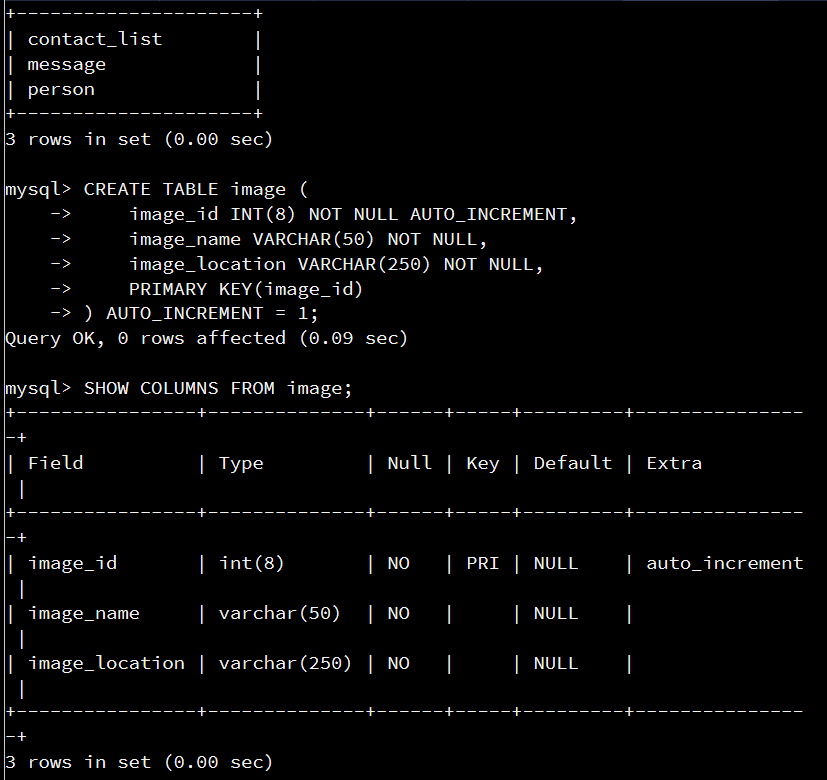 +---------------------+
| contact_list        |
| message             |
| person              |
+---------------------+
3 rows in set (0.00 sec)

mysql> CREATE TABLE image (
    ->     image_id INT(8) NOT NULL AUTO_INCREMENT,
    ->     image_name VARCHAR(50) NOT NULL,
    ->     image_location VARCHAR(250) NOT NULL,
    ->     PRIMARY KEY(image_id)
    -> ) AUTO_INCREMENT = 1;
Query OK, 0 rows affected (0.09 sec)

mysql> SHOW COLUMNS FROM image;
+----------------+--------------+------+-----+---------+---------------
-+
| Field          | Type         | Null | Key | Default | Extra
 |
+----------------+--------------+------+-----+---------+---------------
-+
| image_id       | int(8)       | NO   | PRI | NULL    | auto_increment
 |
| image_name     | varchar(50)  | NO   |     | NULL    |
 |
| image_location | varchar(250) | NO   |     | NULL    |
 |
+----------------+--------------+------+-----+---------+---------------
-+
3 rows in set (0.00 sec)